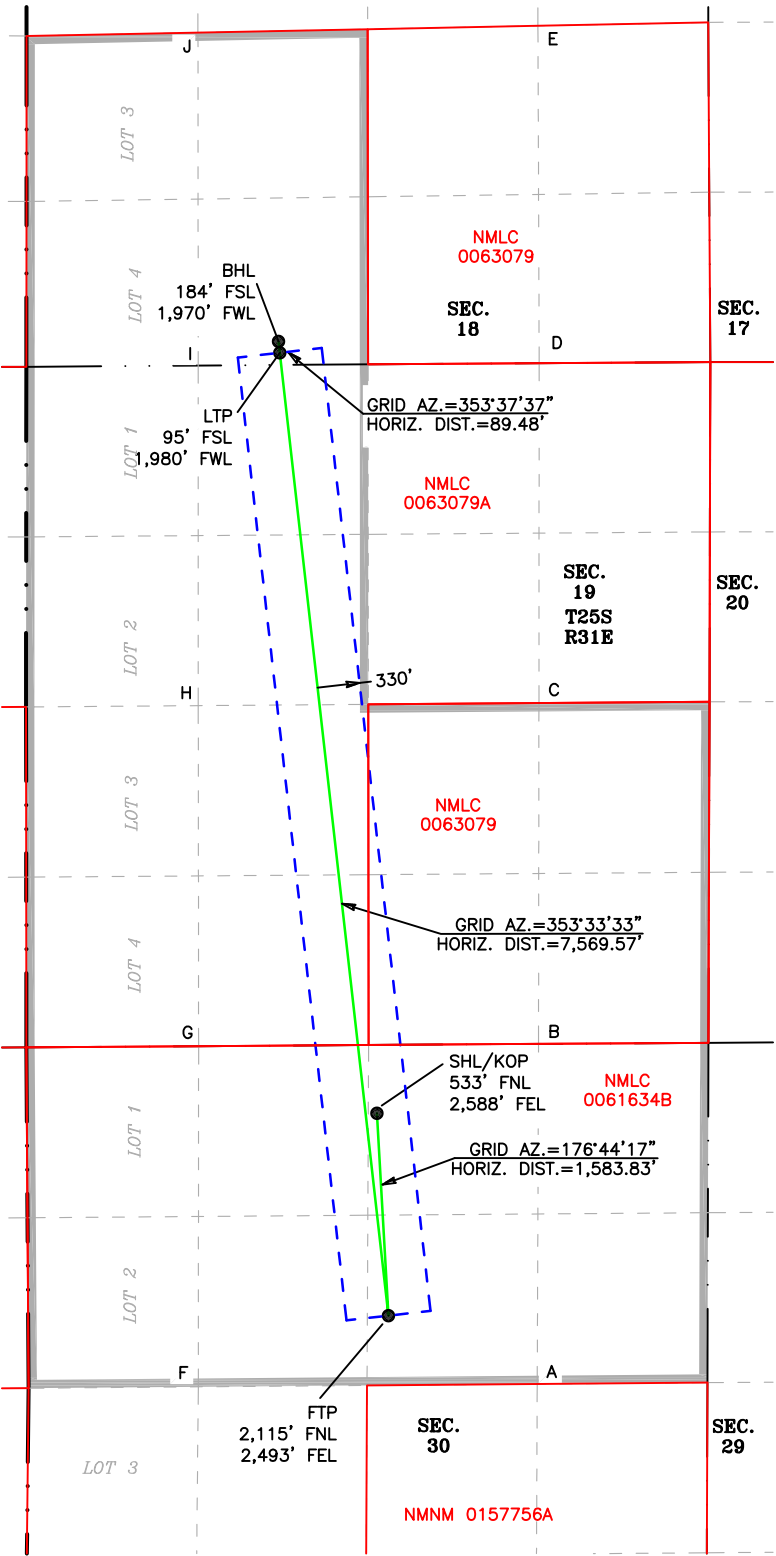 J
E
LOT 3
NMLC
0063079
LOT 4
BHL
184' FSL
1,970' FWL
SEC.
18
SEC.
17
I
D
GRID AZ.=353°37'37"
HORIZ. DIST.=89.48'
LTP
95' FSL
1,980' FWL
LOT 1
NMLC
0063079A
SEC.
19
T25S
R31E
SEC.
20
LOT 2
330'
H
C
LOT 3
NMLC
0063079
GRID AZ.=353°33'33"
HORIZ. DIST.=7,569.57'
LOT 4
G
B
SHL/KOP
533' FNL
2,588' FEL
NMLC
0061634B
LOT 1
GRID AZ.=176°44'17"
HORIZ. DIST.=1,583.83'
LOT 2
F
A
FTP
2,115' FNL
2,493' FEL
SEC.
30
SEC.
29
LOT 3
NMNM 0157756A